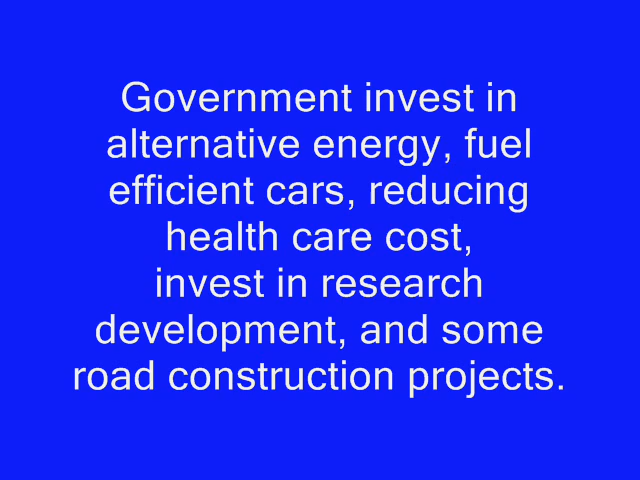 Government invest in
alternative energy, fuel
efficient cars, reducing
health care cost,
invest in research
development, and some
road construction projects.